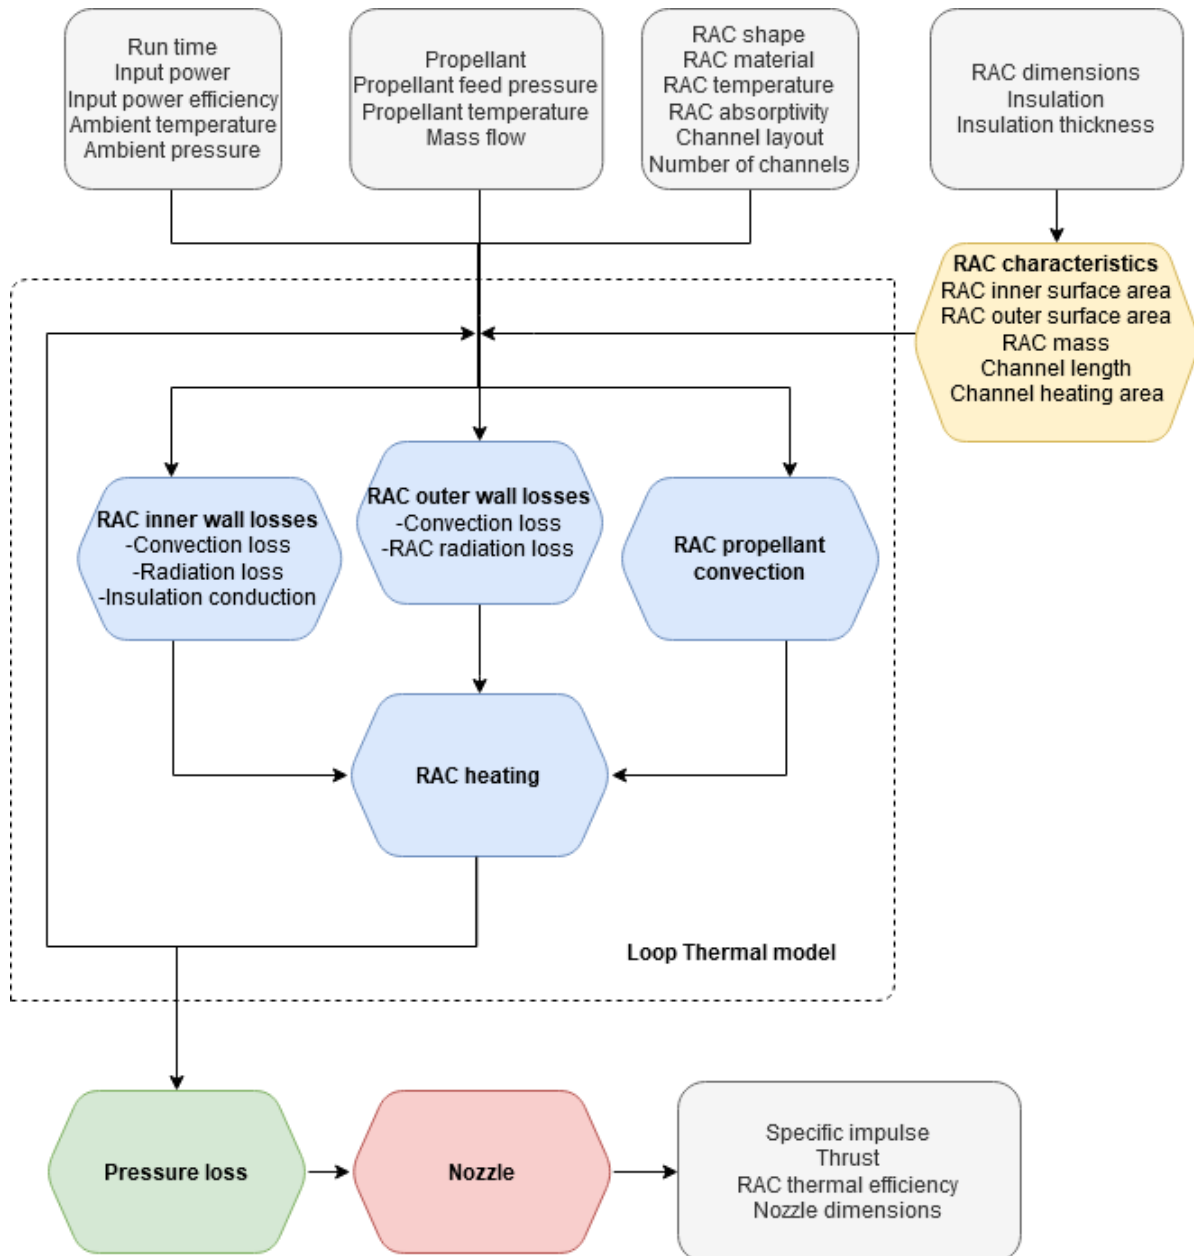 Run time
Input power
Input power efficiency
Ambient temperature
Ambient pressure
Propellant
Propellant feed pressure
Propellant temperature
Mass flow
RAC shape
RAC material
RAC temperature
RAC absorptivity
Channel layout
Number of channels
RAC dimensions
Insulation
Insulation thickness
RAC characteristics
RAC inner surface area
RAC outer surface area
RAC mass
Channel length
Channel heating area
RAC inner wall losses
-Convection loss
-Radiation loss
-Insulation conduction
RAC outer wall losses
-Convection loss
-RAC radiation loss
RAC propellant
convection
RAC heating
Loop Thermal model
Pressure loss
Nozzle
Specific impulse
Thrust
RAC thermal efficiency
Nozzle dimensions